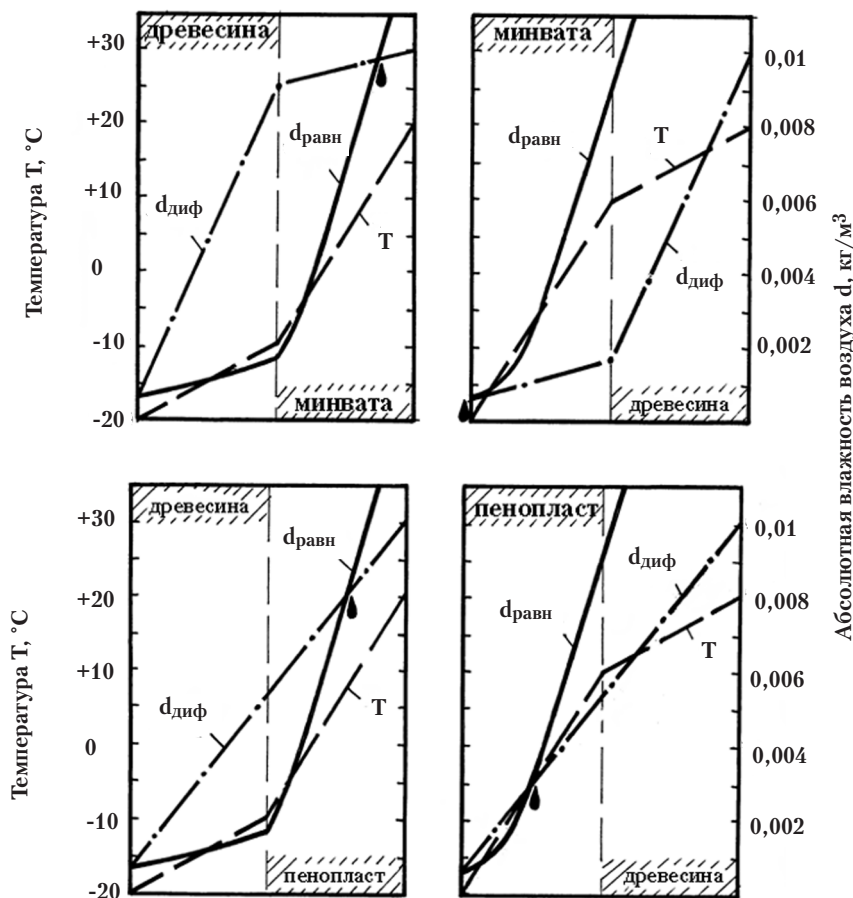 Температура Т, °С
+30
+20
+10
0
-10
-20
древесина
dдиф
dравн
Т
минвата
минвата
dравн
Т
dдиф
древесина
0,01
0,008
0,006
0,004
0,002
Абсолютная влажность воздуха d, кг/м³
Температура Т, °С
+30
+20
+10
0
-10
-20
древесина
dравн
dдиф
Т
пенопласт
пенопласт
dдиф
dравн
Т
древесина
0,01
0,008
0,006
0,004
0,002